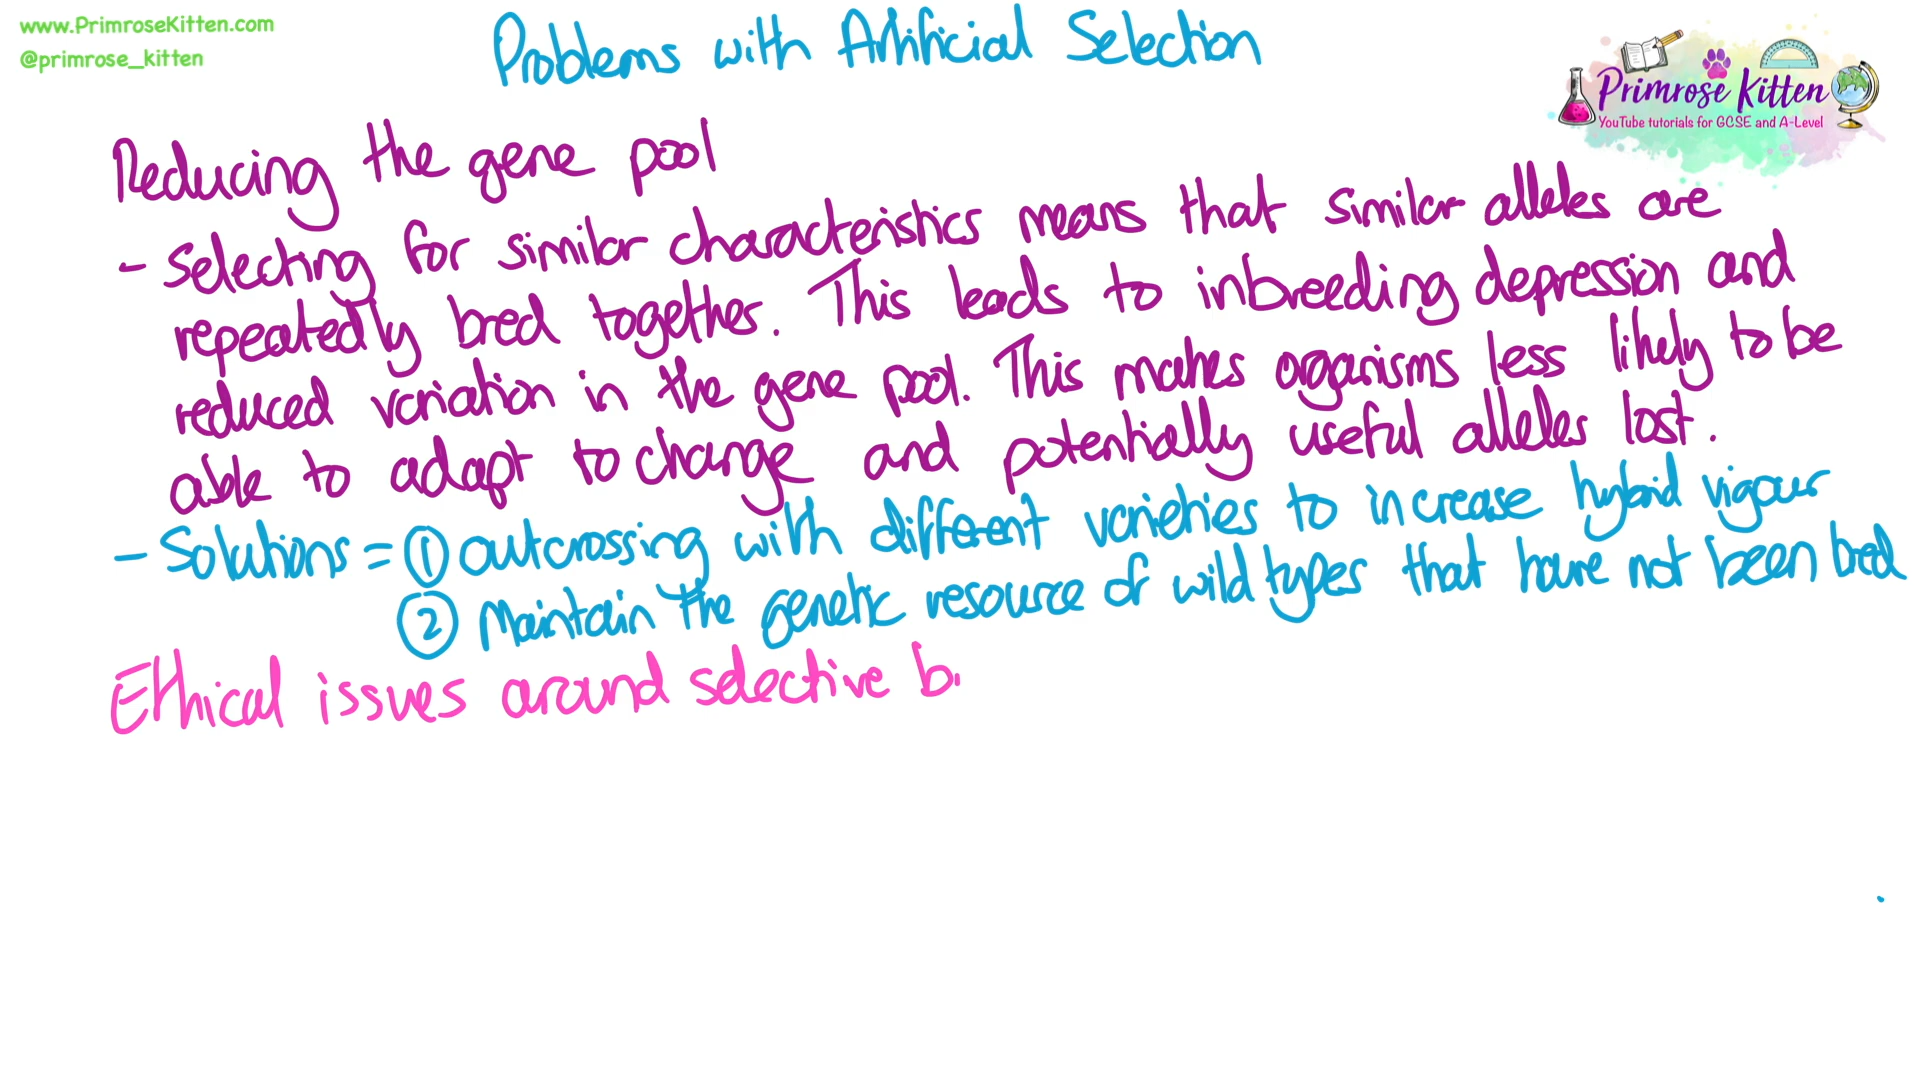 www.PrimroseKitten.com
@primrose_kitten
Problems with Artificial Selection
Primrose Kitten
YouTube tutorials for GCSE and A-Level
Reducing the gene pool
- Selecting for similar characteristics means that similar alleles are
repeatedly bred together. This leads to inbreeding depression and
reduced variation in the gene pool. This makes organisms less likely to be
able to adapt to change and potentially useful alleles lost.
- Solutions = ① outcrossing with different varieties to increase hybrid vigour
② Maintain the genetic resource of wild types that have not been bred
Ethical issues around selective b